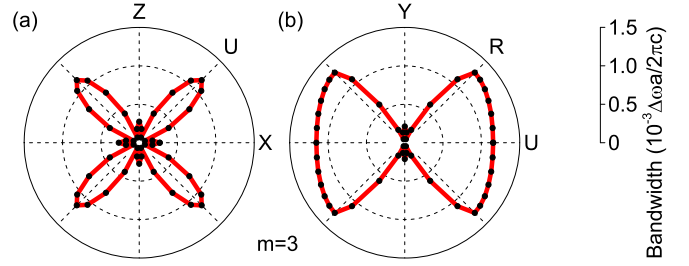 (a)
Z
U
X
(b)
Y
R
U
m=3
1.5
1.0
0.5
0
Bandwidth (10⁻³Δωa/2πc)